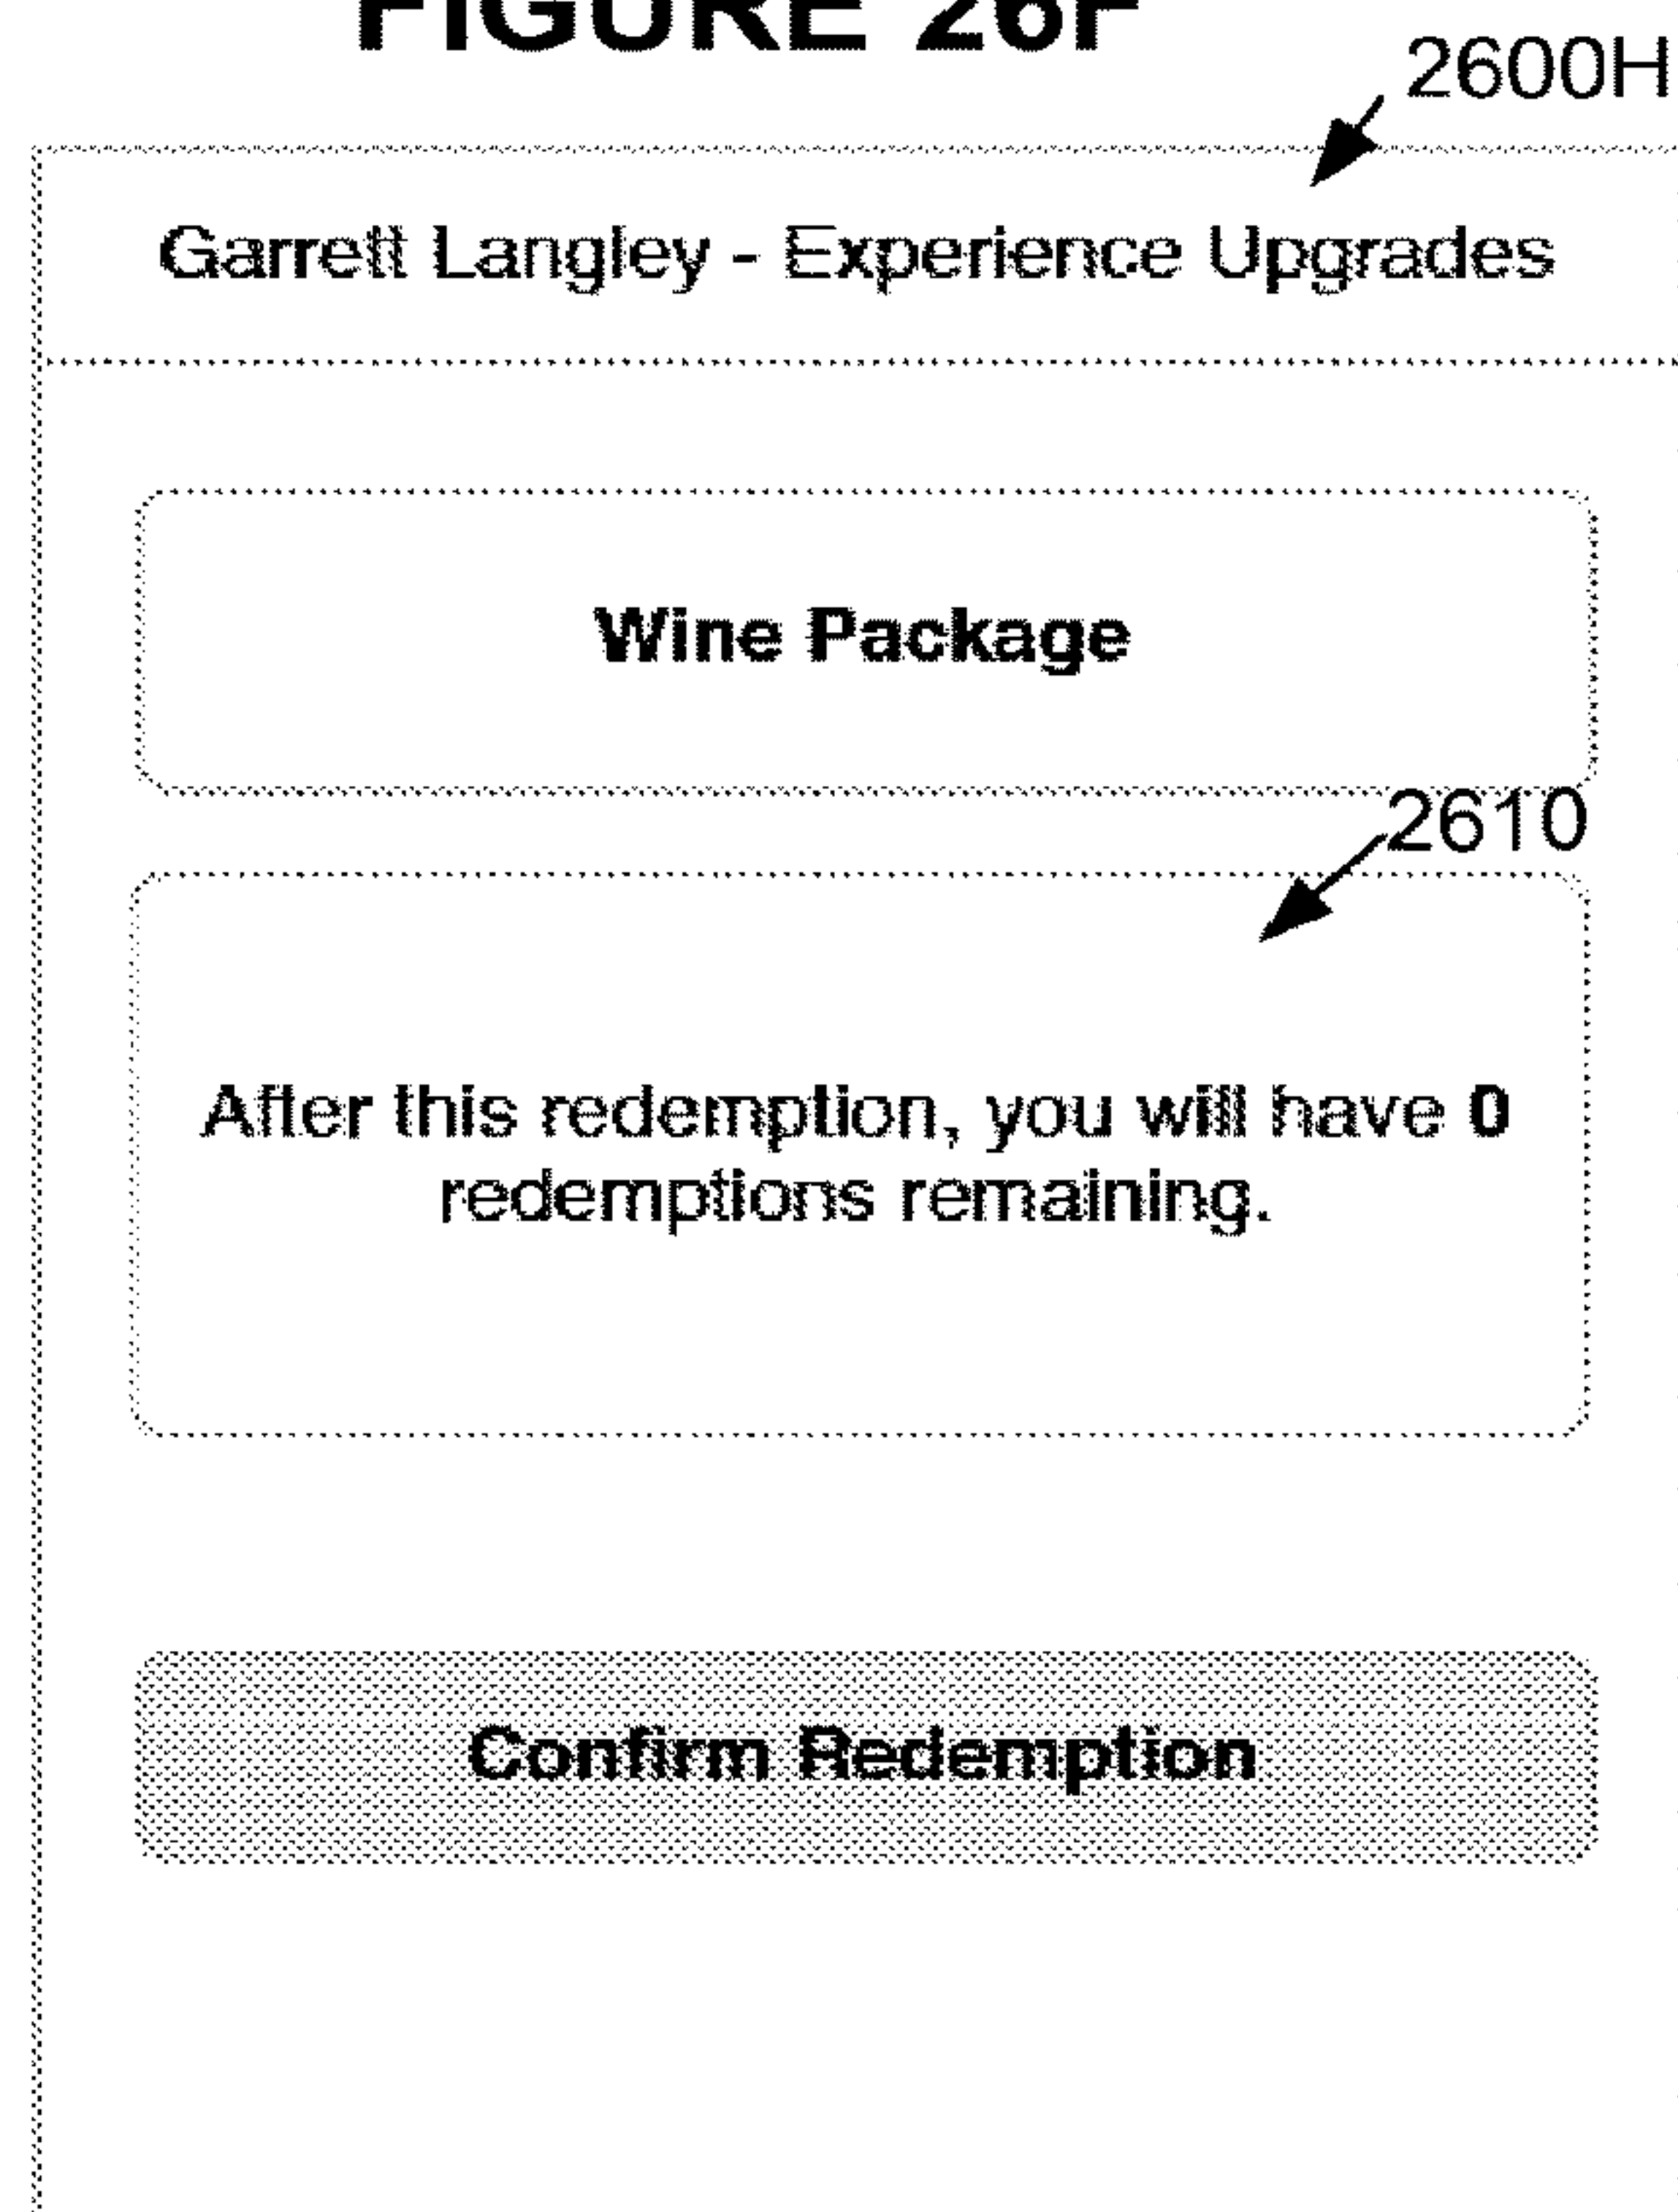 FIGURE 26F
2600H
Garrett Langley - Experience Upgrades
Wine Package
2610
After this redemption, you will have 0
redemptions remaining.
Confirm Redemption